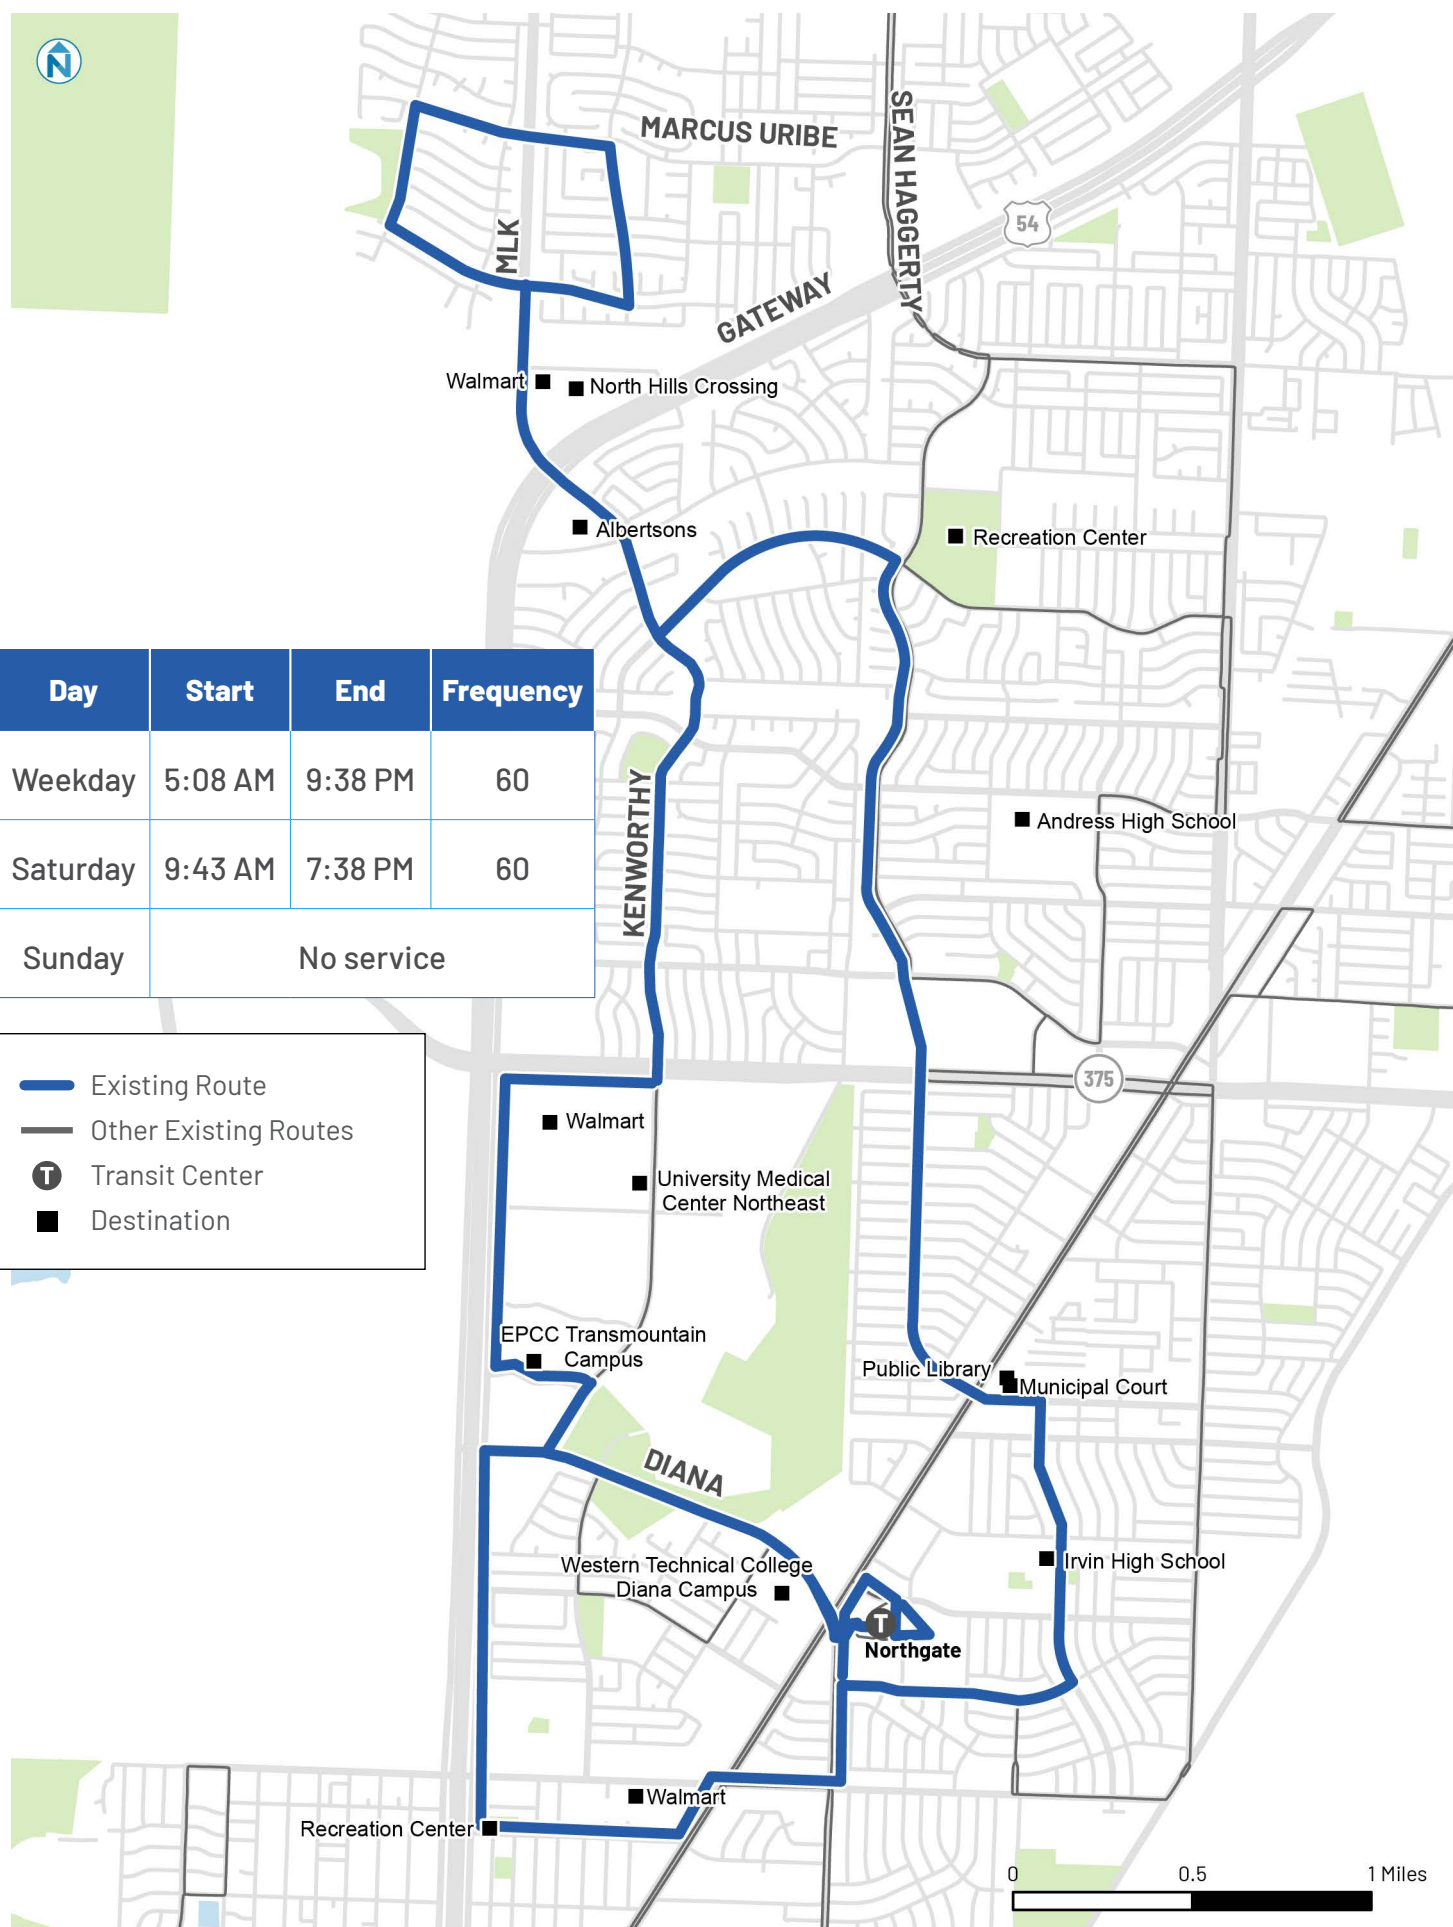 N
MARCUS URIBE
SEAN HAGGERTY
54
MLK
GATEWAY
Walmart
North Hills Crossing
Albertsons
Recreation Center
Day Start End Frequency
Weekday 5:08 AM 9:38 PM 60
Saturday 9:43 AM 7:38 PM 60
Sunday No service
KENWORTHY
Andress High School
Existing Route
Other Existing Routes
T Transit Center
Destination
375
Walmart
University Medical
Center Northeast
EPCC Transmountain
Campus
Public Library
Municipal Court
DIANA
Western Technical College
Diana Campus
Irvin High School
T
Northgate
Walmart
Recreation Center
0 0.5 1 Miles